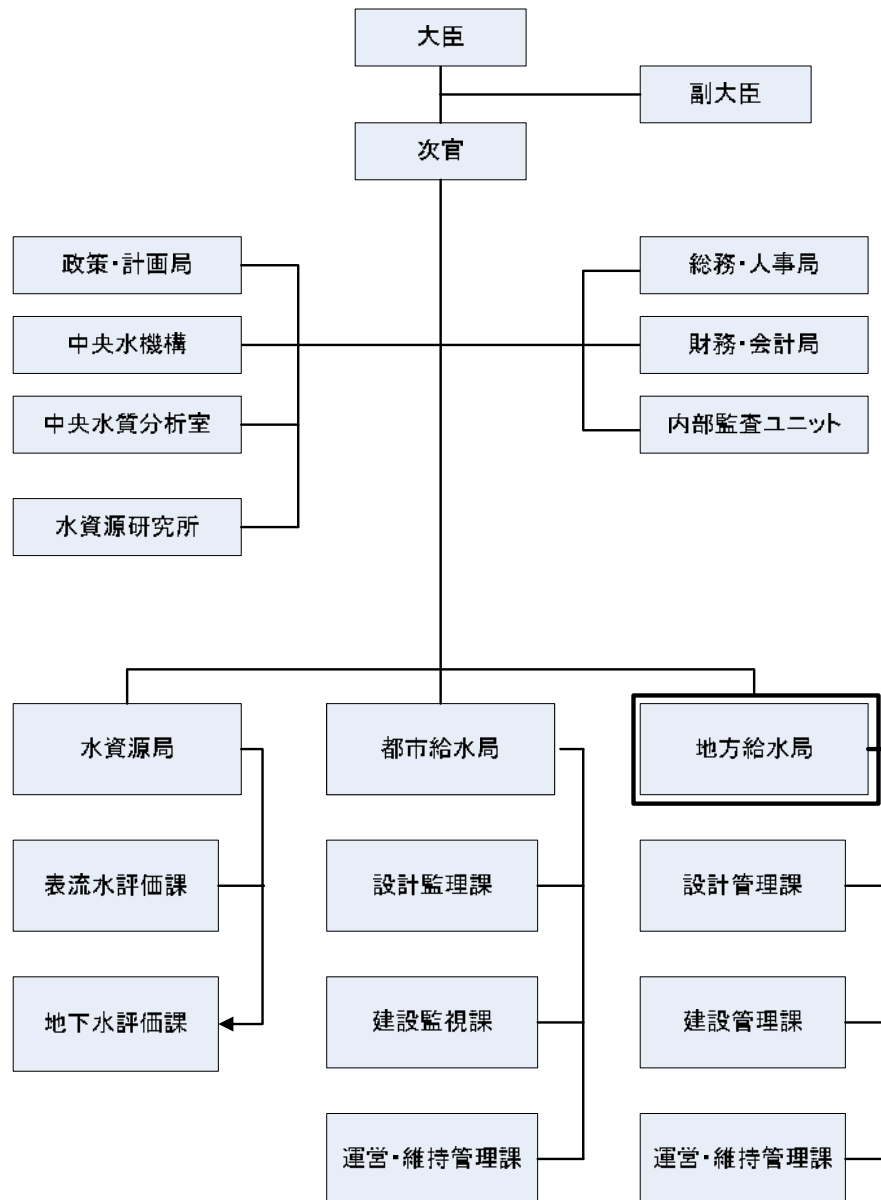 大臣
副大臣
次官
政策・計画局
総務・人事局
中央水機構
財務・会計局
中央水質分析室
内部監査ユニット
水資源研究所
水資源局
都市給水局
地方給水局
表流水評価課
設計監理課
設計管理課
地下水評価課
建設監視課
建設管理課
運営・維持管理課
運営・維持管理課